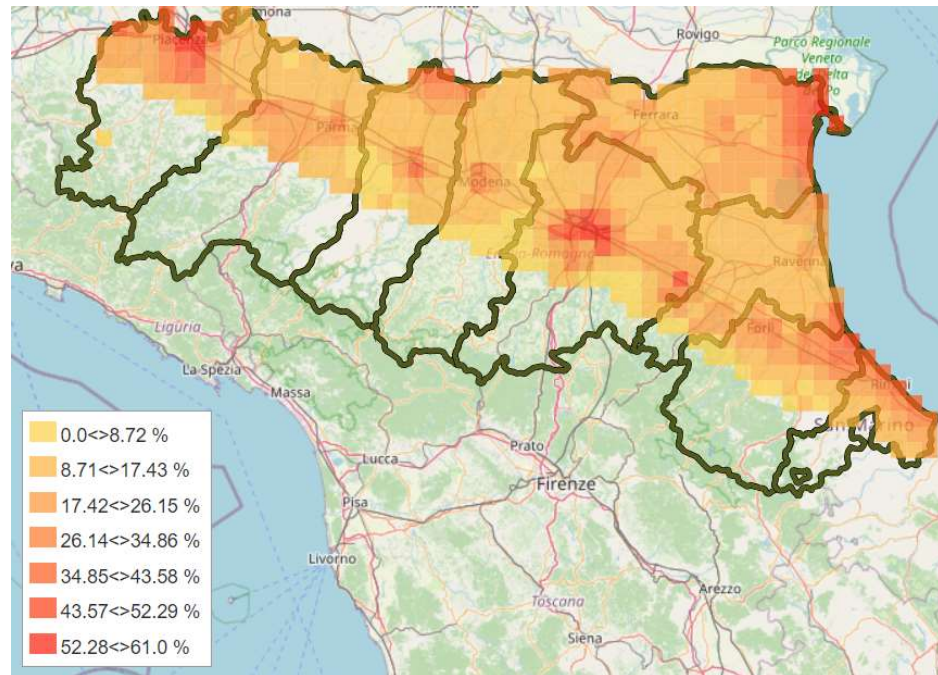 mona
Rovigo
Piacenza
Parco Regionale
Veneto
del Delta
Po
Ferrara
Parma
Modena
Emilia-Romagna
Ravenna
Forlì
Rimini
San Marino
Liguria
La Spezia
Massa
Lucca
Prato
Firenze
Pisa
Livorno
Arezzo
Toscana
Siena
0.0<>8.72 %
8.71<>17.43 %
17.42<>26.15 %
26.14<>34.86 %
34.85<>43.58 %
43.57<>52.29 %
52.28<>61.0 %